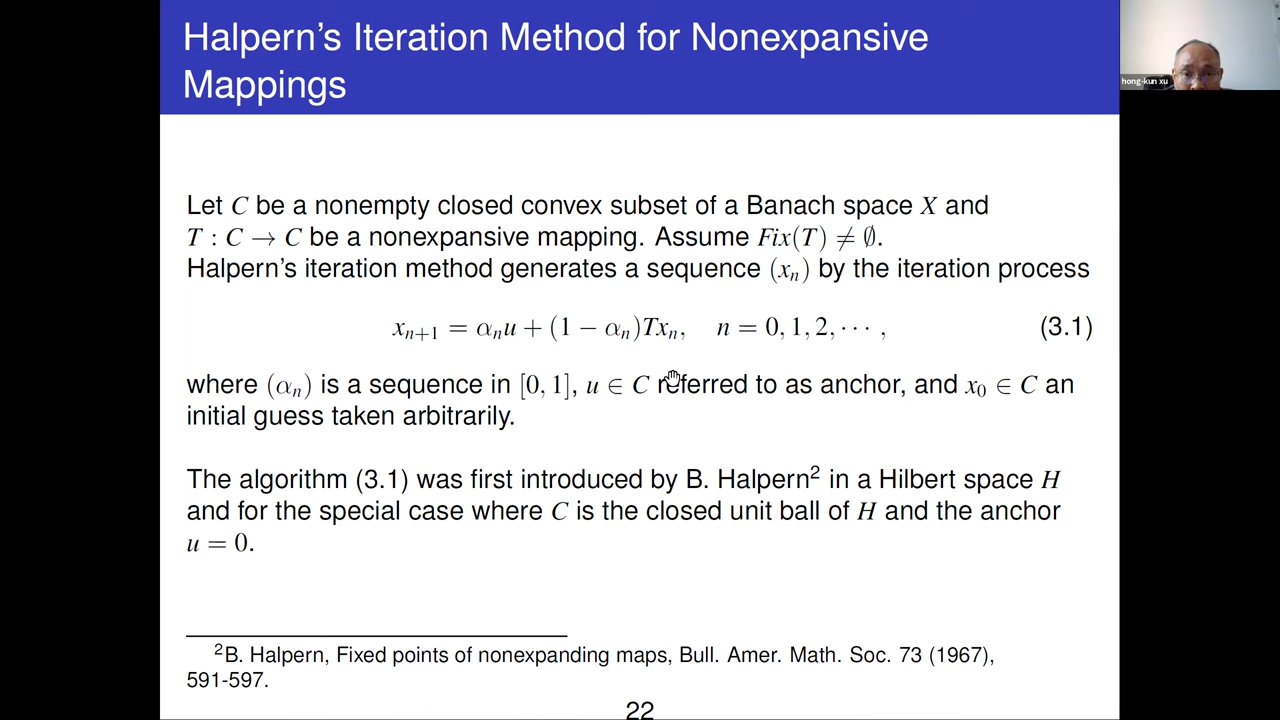 Halpern's Iteration Method for Nonexpansive
Mappings
hong-kun xu
Let C be a nonempty closed convex subset of a Banach space X and
T : C → C be a nonexpansive mapping. Assume Fix(T) ≠ ∅.
Halpern's iteration method generates a sequence (xₙ) by the iteration process
xₙ₊₁ = αₙu + (1 − αₙ)Txₙ, n = 0, 1, 2, ⋯ , (3.1)
where (αₙ) is a sequence in [0, 1], u ∈ C referred to as anchor, and x₀ ∈ C an
initial guess taken arbitrarily.
The algorithm (3.1) was first introduced by B. Halpern² in a Hilbert space H
and for the special case where C is the closed unit ball of H and the anchor
u = 0.
²B. Halpern, Fixed points of nonexpanding maps, Bull. Amer. Math. Soc. 73 (1967),
591-597.
22